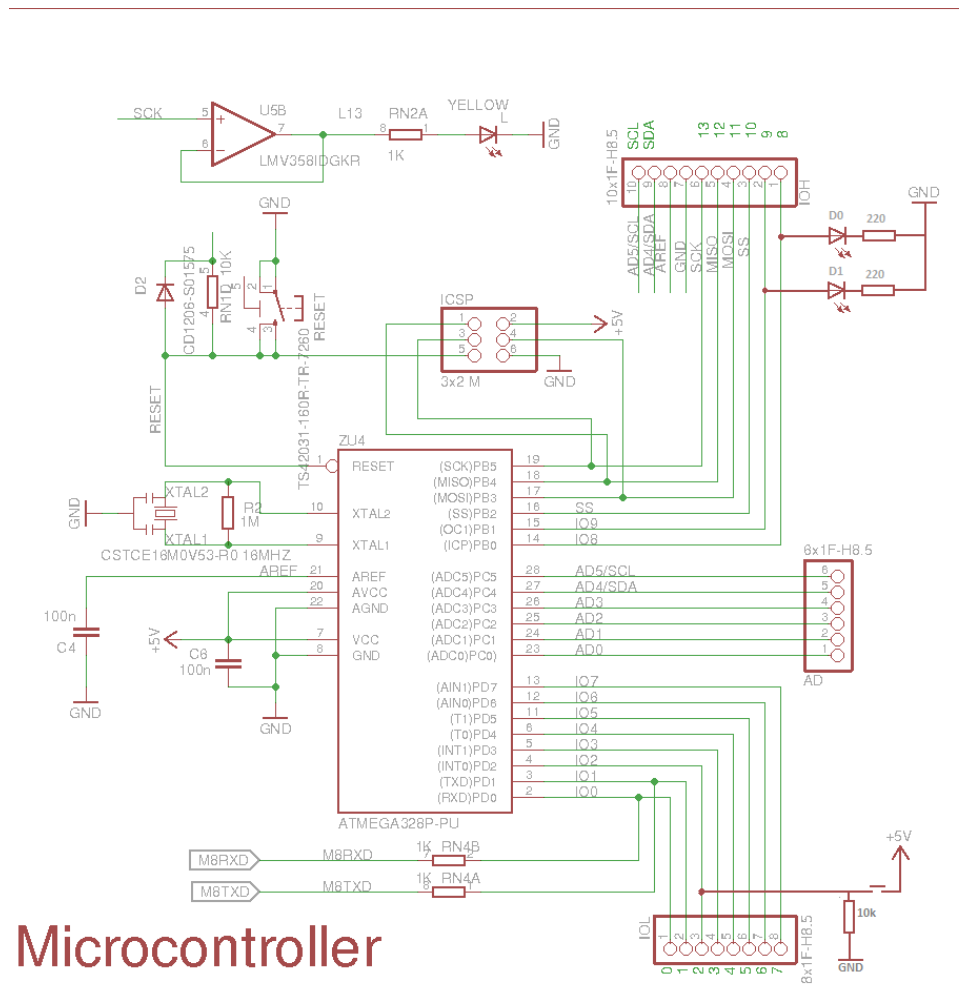 SCK
5
6
7
U5B
LMV358IDGKR
L13
8
RN2A
1
1K
YELLOW
L
GND
10x1F-H8.5
SCL
SDA
13
12
11
10
9
8
10
9
8
7
6
5
4
3
2
1
IOH
AD5/SCL
AD4/SDA
AREF
GND
SCK
MISO
MOSI
SS
GND
D0
220
D1
220
GND
D2
CD1206-S01575
5
4
RN1D
10K
5
2
1
4
3
RESET
TS42031-160R-TR-7260
ICSP
1
2
3
4
5
6
+5V
3x2 M
GND
RESET
ZU4
1
RESET
GND
XTAL2
XTAL1
R2
1M
CSTCE16M0V53-R0 16MHZ
10
XTAL2
9
XTAL1
AREF
21
AREF
20
AVCC
22
AGND
7
VCC
8
GND
100n
C4
GND
+5V
C6
100n
GND
(SCK)PB5
19
(MISO)PB4
18
(MOSI)PB3
17
(SS)PB2
16
SS
(OC1)PB1
15
IO9
(ICP)PB0
14
IO8
(ADC5)PC5
28
AD5/SCL
(ADC4)PC4
27
AD4/SDA
(ADC3)PC3
26
AD3
(ADC2)PC2
25
AD2
(ADC1)PC1
24
AD1
(ADC0)PC0)
23
AD0
6x1F-H8.5
6
5
4
3
2
1
AD
(AIN1)PD7
13
IO7
(AIN0)PD6
12
IO6
(T1)PD5
11
IO5
(T0)PD4
6
IO4
(INT1)PD3
5
IO3
(INT0)PD2
4
IO2
(TXD)PD1
3
IO1
(RXD)PD0
2
IO0
ATMEGA328P-PU
M8RXD
M8RXD
1K
RN4B
7
2
M8TXD
M8TXD
1K
RN4A
8
1
+5V
10k
GND
IOL
1
2
3
4
5
6
7
8
8x1F-H8.5
0
1
2
3
4
5
6
7
Microcontroller